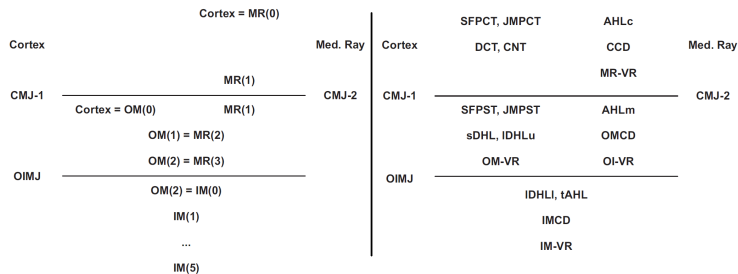 Cortex = MR(0)
Cortex
Med. Ray
MR(1)
CMJ-1
CMJ-2
Cortex = OM(0) MR(1)
OM(1) = MR(2)
OM(2) = MR(3)
OIMJ
OM(2) = IM(0)
IM(1)
...
IM(5)
SFPCT, JMPCT AHLc
Cortex DCT, CNT CCD Med. Ray
MR-VR
CMJ-1
CMJ-2
SFPST, JMPST AHLm
sDHL, lDHLu OMCD
OM-VR OI-VR
OIMJ
lDHLl, tAHL
IMCD
IM-VR